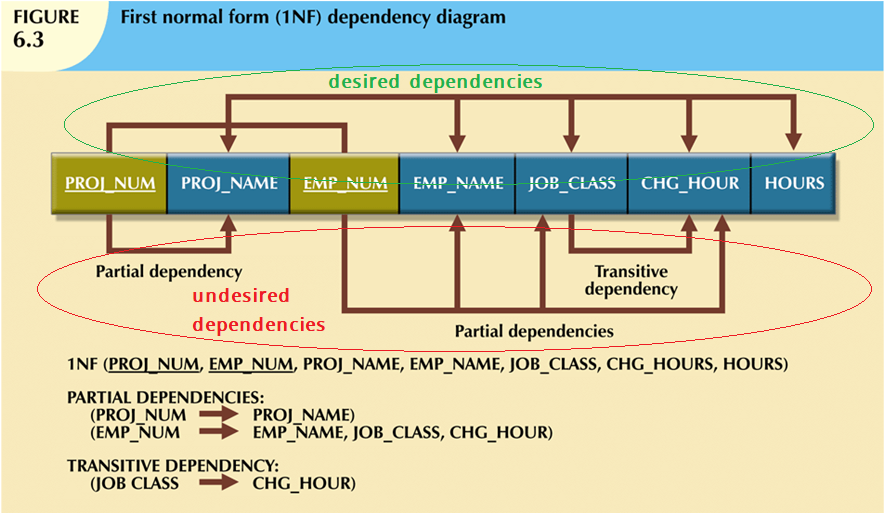 FIGURE 6.3
First normal form (1NF) dependency diagram
desired dependencies
PROJ_NUM PROJ_NAME EMP_NUM EMP_NAME JOB_CLASS CHG_HOUR HOURS
Partial dependency
Transitive
dependency
undesired
dependencies
Partial dependencies
1NF (PROJ_NUM, EMP_NUM, PROJ_NAME, EMP_NAME, JOB_CLASS, CHG_HOURS, HOURS)
PARTIAL DEPENDENCIES:
(PROJ_NUM PROJ_NAME)
(EMP_NUM EMP_NAME, JOB_CLASS, CHG_HOUR)
TRANSITIVE DEPENDENCY:
(JOB CLASS CHG_HOUR)